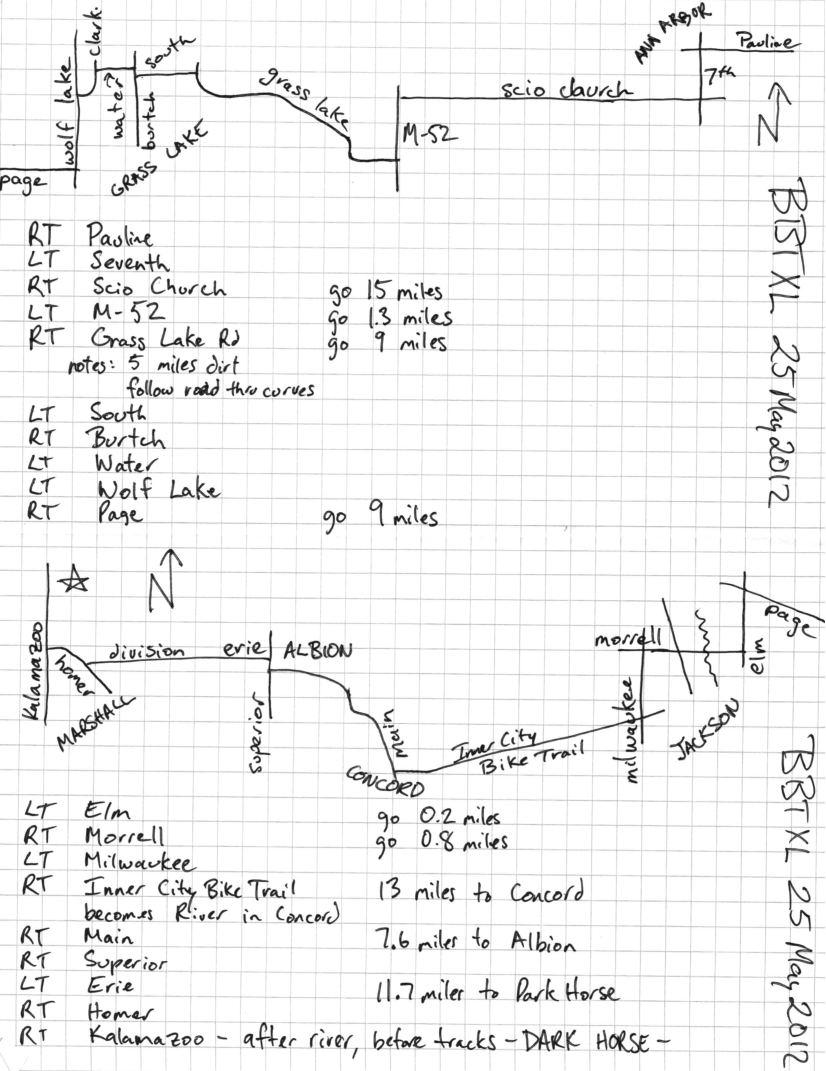 ANN ARBOR
Pauline
7th
clark
south
wolf lake
water
burtch
grass lake
scio church
M-52
GRASS LAKE
page
N
BBTXL 25 May 2012
RT Pauline
LT Seventh
RT Scio Church go 15 miles
LT M-52 go 1.3 miles
RT Grass Lake Rd go 9 miles
notes: 5 miles dirt
follow road thru curves
LT South
RT Burtch
LT Water
LT Wolf Lake
RT Page go 9 miles
N
page
morrell
elm
Kalamazoo
homer
division
erie
ALBION
MARSHALL
superior
Main
milwaukee
JACKSON
Inner City
Bike Trail
CONCORD
BBTXL 25 May 2012
LT Elm go 0.2 miles
RT Morrell go 0.8 miles
LT Milwaukee
RT Inner City Bike Trail 13 miles to Concord
becomes River in Concord
RT Main 7.6 miles to Albion
RT Superior
LT Erie 11.7 miles to Dark Horse
RT Homer
RT Kalamazoo - after river, before tracks - DARK HORSE -